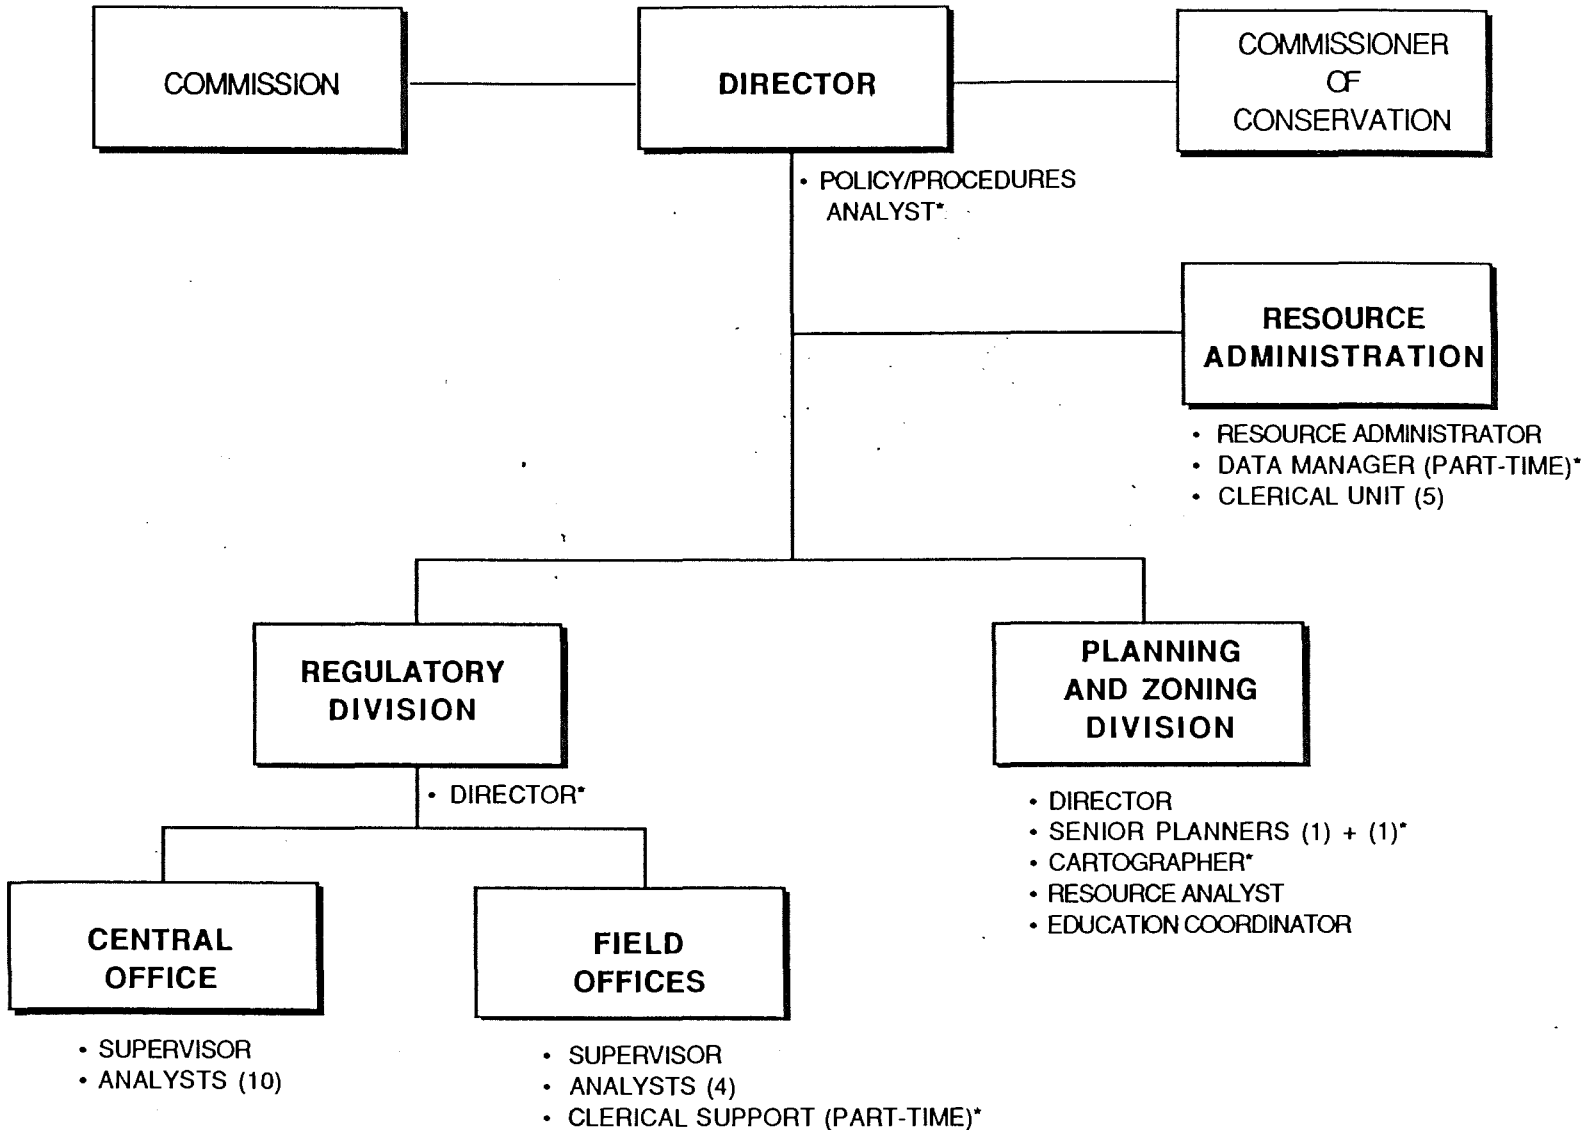 COMMISSION
DIRECTOR
COMMISSIONER
OF
CONSERVATION
• POLICY/PROCEDURES
ANALYST*
RESOURCE
ADMINISTRATION
• RESOURCE ADMINISTRATOR
• DATA MANAGER (PART-TIME)*
• CLERICAL UNIT (5)
REGULATORY
DIVISION
• DIRECTOR*
PLANNING
AND ZONING
DIVISION
• DIRECTOR
• SENIOR PLANNERS (1) + (1)*
• CARTOGRAPHER*
• RESOURCE ANALYST
• EDUCATION COORDINATOR
CENTRAL
OFFICE
• SUPERVISOR
• ANALYSTS (10)
FIELD
OFFICES
• SUPERVISOR
• ANALYSTS (4)
• CLERICAL SUPPORT (PART-TIME)*